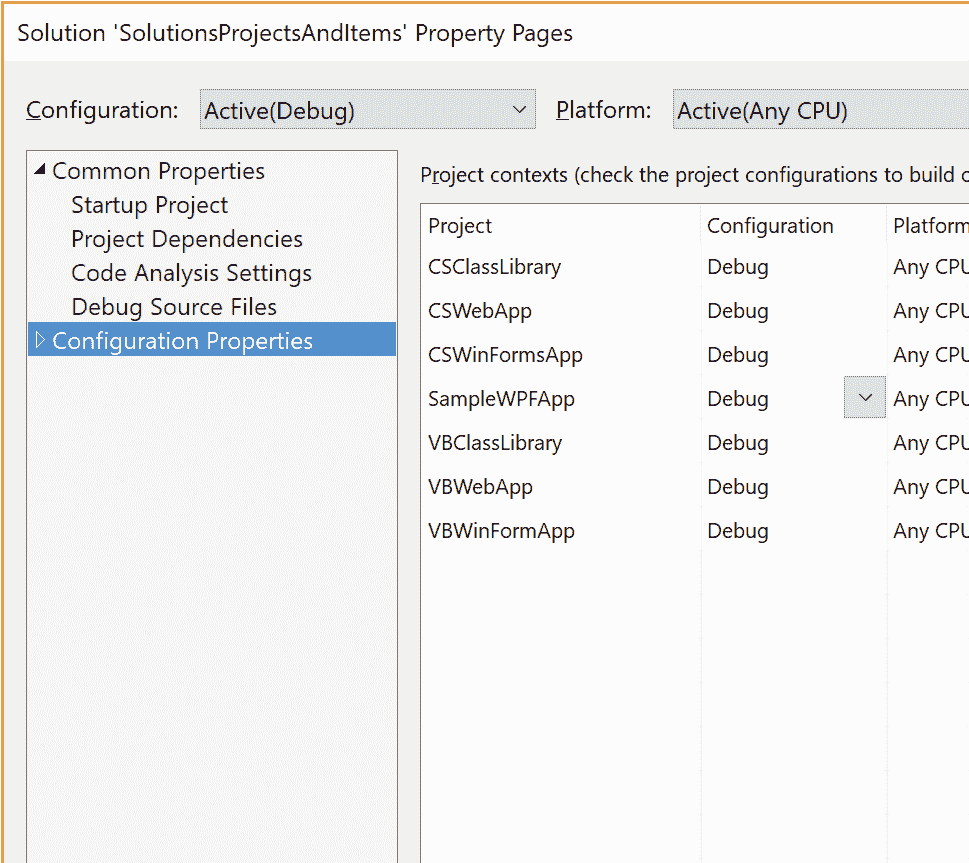 Solution 'SolutionsProjectsAndItems' Property Pages
Configuration: Active(Debug) Platform: Active(Any CPU)
Common Properties
Startup Project
Project Dependencies
Code Analysis Settings
Debug Source Files
Configuration Properties
Project contexts (check the project configurations to build
Project Configuration Platform
CSClassLibrary Debug Any CPU
CSWebApp Debug Any CPU
CSWinFormsApp Debug Any CPU
SampleWPFApp Debug Any CPU
VBClassLibrary Debug Any CPU
VBWebApp Debug Any CPU
VBWinFormApp Debug Any CPU